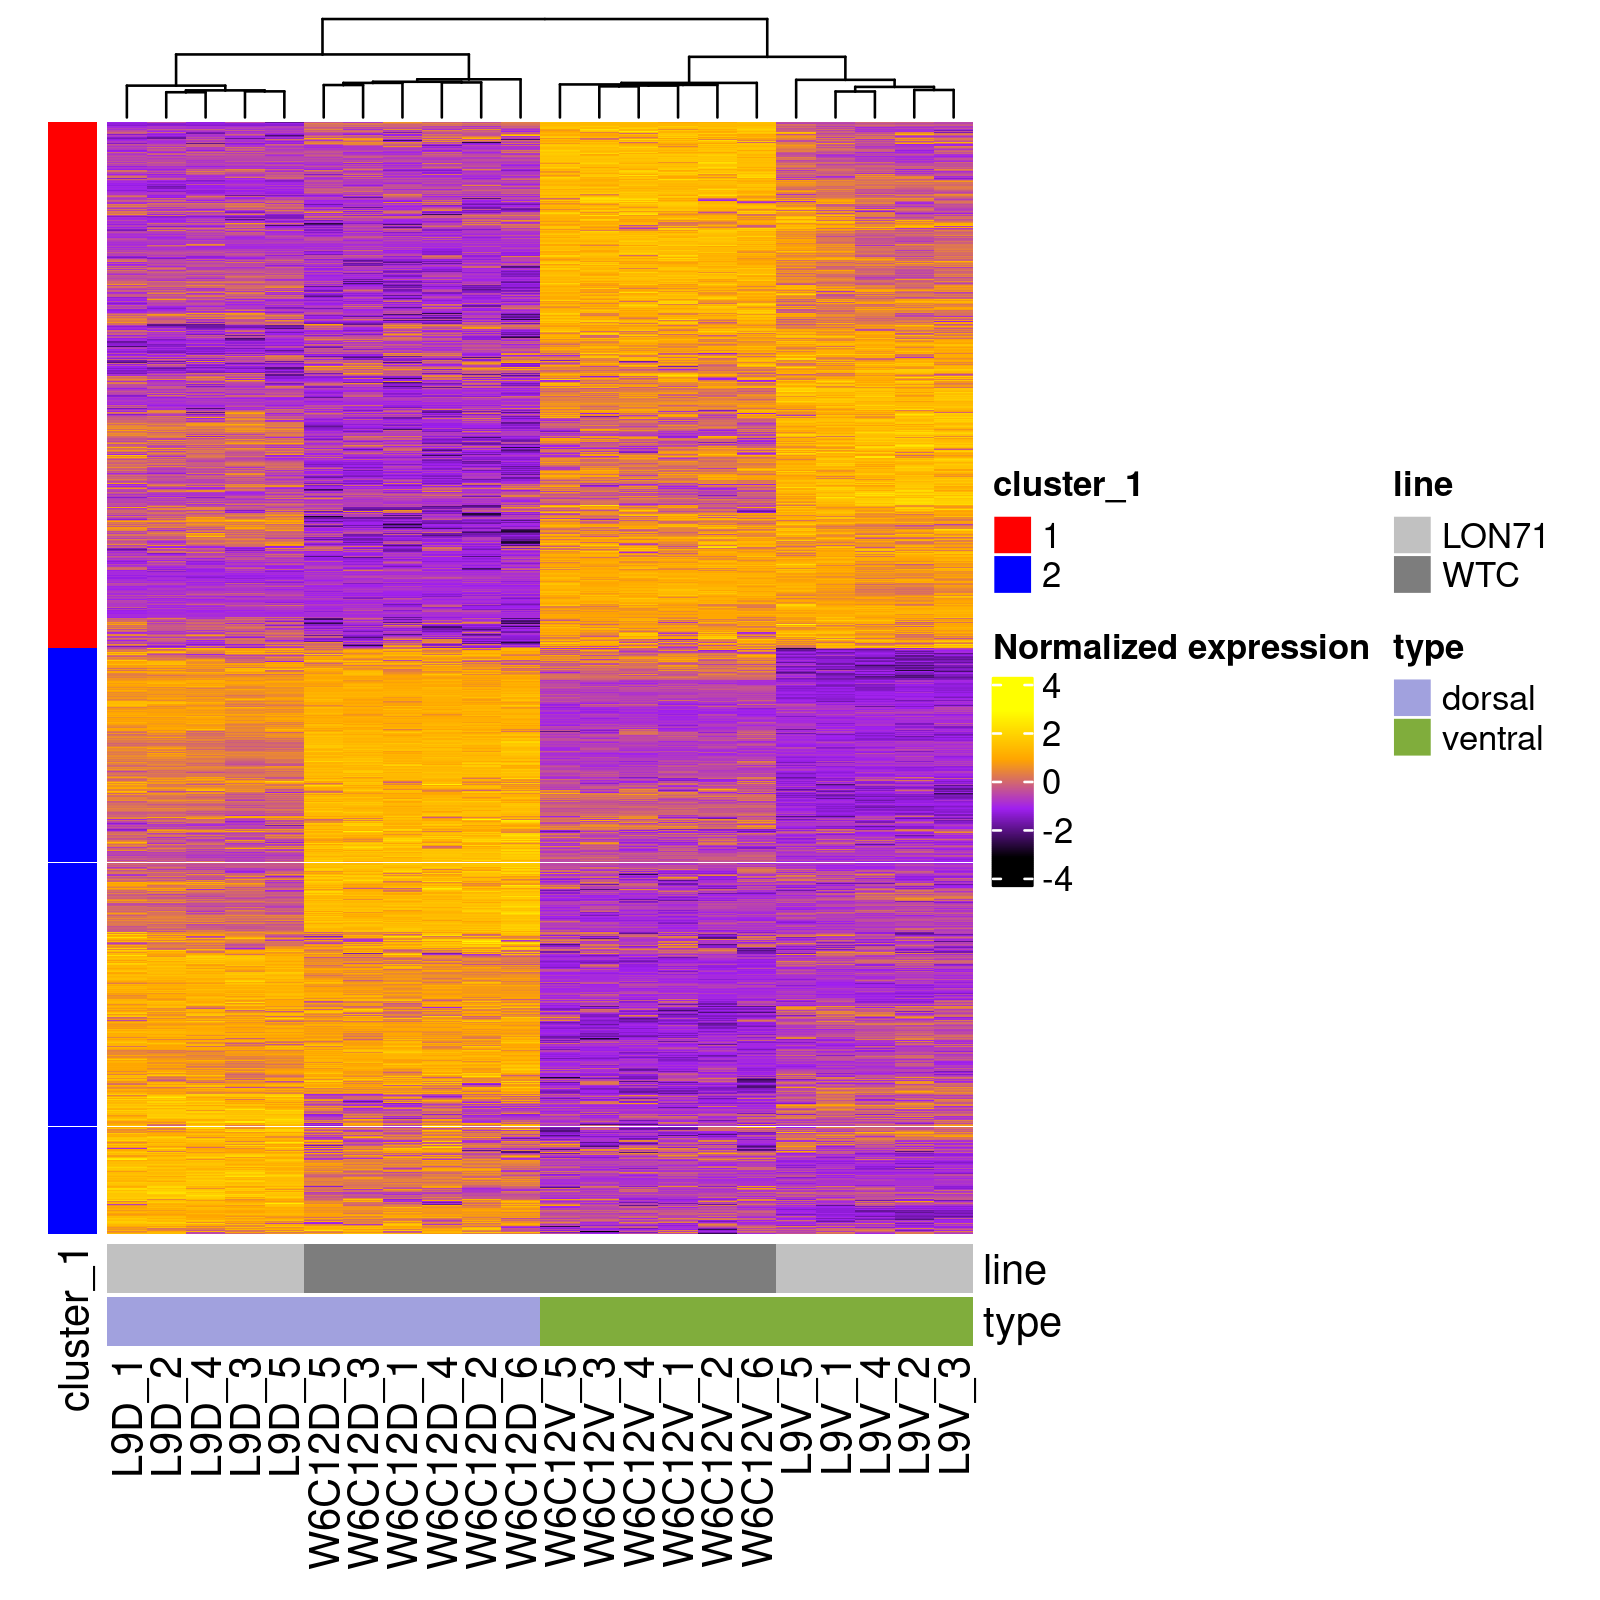 cluster_1
1
2
line
LON71
WTC
Normalized expression
4
2
0
-2
-4
type
dorsal
ventral
line
type
cluster_1
L9D_1
L9D_2
L9D_4
L9D_3
L9D_5
W6C12D_5
W6C12D_3
W6C12D_1
W6C12D_4
W6C12D_2
W6C12D_6
W6C12V_5
W6C12V_3
W6C12V_4
W6C12V_1
W6C12V_2
W6C12V_6
L9V_5
L9V_1
L9V_4
L9V_2
L9V_3